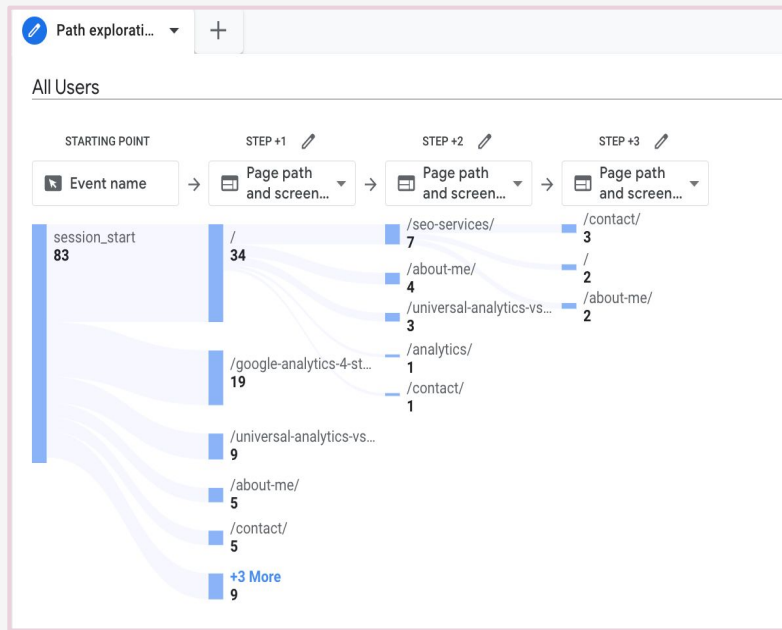 Path explorati...
All Users
STARTING POINT
STEP +1
STEP +2
STEP +3
Event name
Page path
and screen...
Page path
and screen...
Page path
and screen...
session_start
83
/
34
/google-analytics-4-st...
19
/universal-analytics-vs...
9
/about-me/
5
/contact/
5
+3 More
9
/seo-services/
7
/about-me/
4
/universal-analytics-vs...
3
/analytics/
1
/contact/
1
/contact/
3
/
2
/about-me/
2